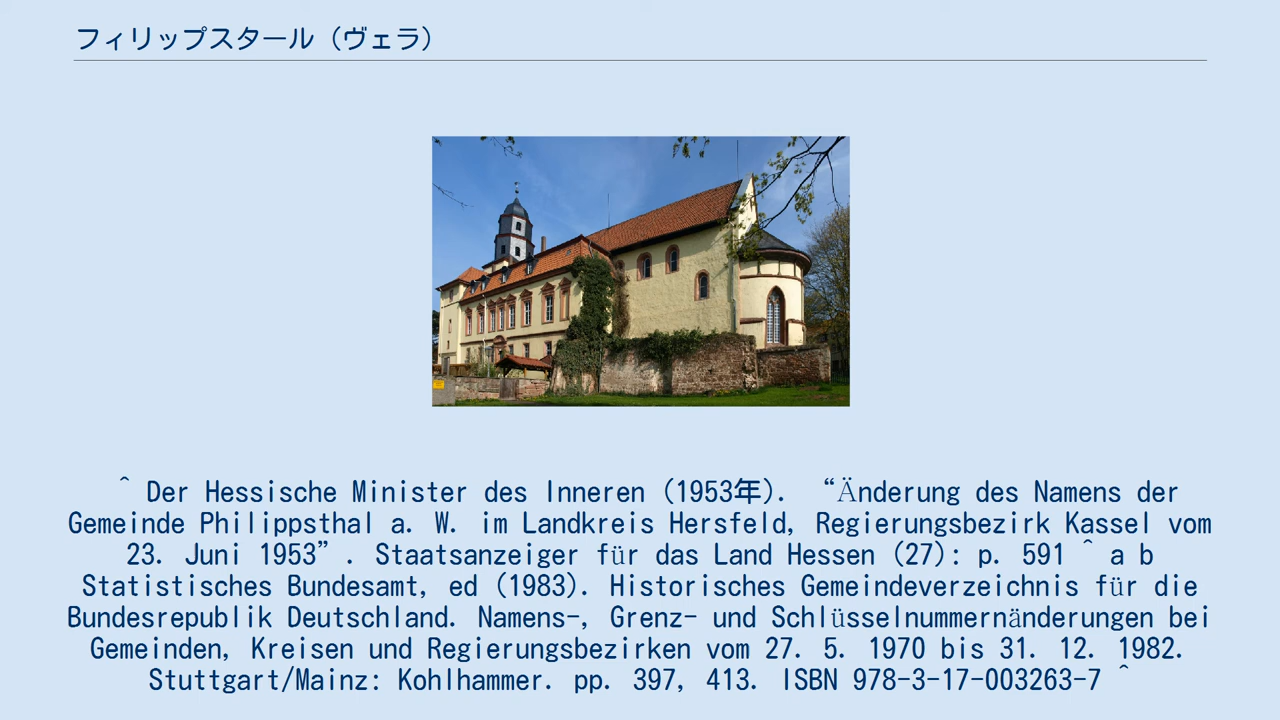 フィリップスタール（ヴェラ）
^ Der Hessische Minister des Inneren (1953年). “Änderung des Namens der
Gemeinde Philippsthal a. W. im Landkreis Hersfeld, Regierungsbezirk Kassel vom
23. Juni 1953”. Staatsanzeiger für das Land Hessen (27): p. 591 ^ a b
Statistisches Bundesamt, ed (1983). Historisches Gemeindeverzeichnis für die
Bundesrepublik Deutschland. Namens-, Grenz- und Schlüsselnummernänderungen bei
Gemeinden, Kreisen und Regierungsbezirken vom 27. 5. 1970 bis 31. 12. 1982.
Stuttgart/Mainz: Kohlhammer. pp. 397, 413. ISBN 978-3-17-003263-7 ^